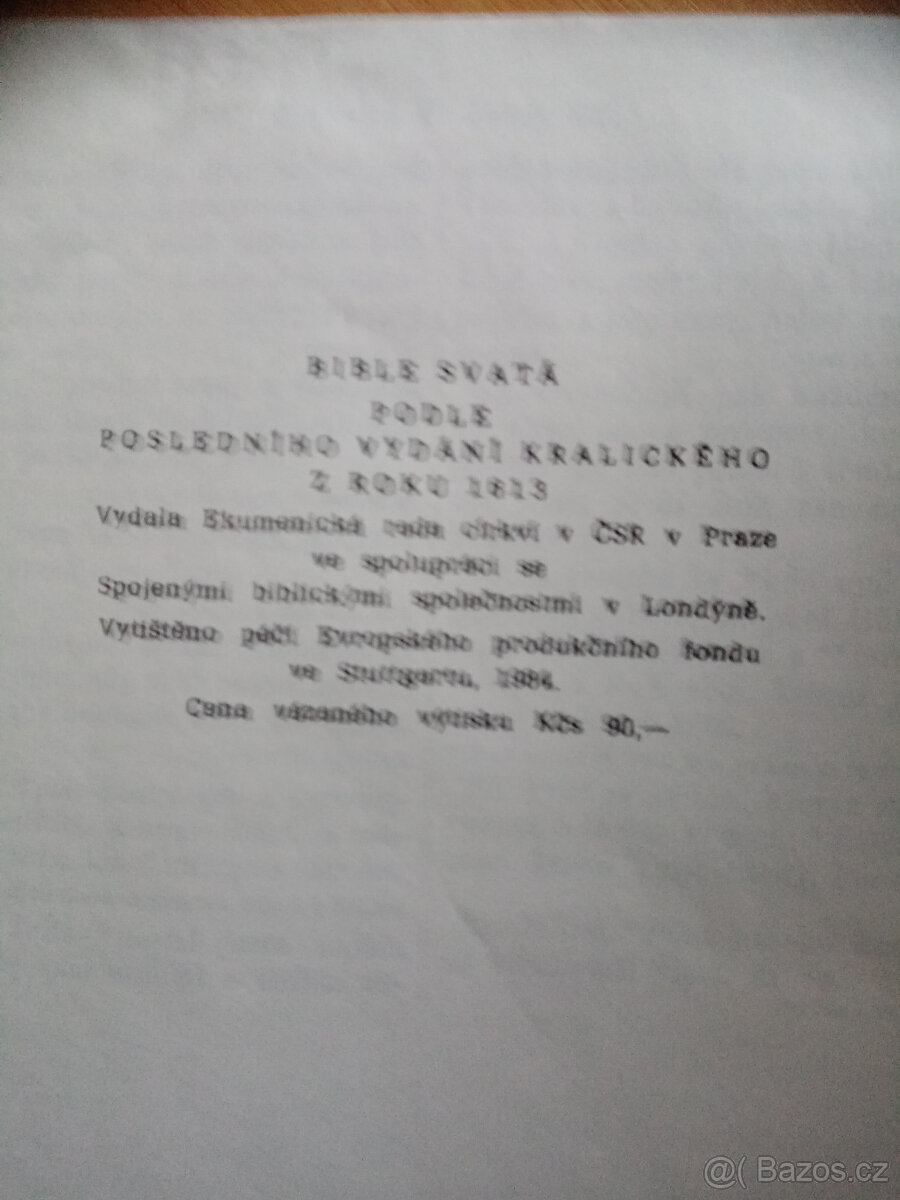 BIBLE SVATÁ
PODLE
POSLEDNÍHO VYDÁNÍ KRALICKÉHO
Z ROKU 1613
Vydala Ekumenická rada církví v ČSR v Praze
ve spolupráci se
Spojenými biblickými společnostmi v Londýně.
Vytištěno péčí Evropského produkčního fondu
ve Stuttgartu, 1984.
Cena vázaného výtisku Kčs 90,—
@( Bazos.cz